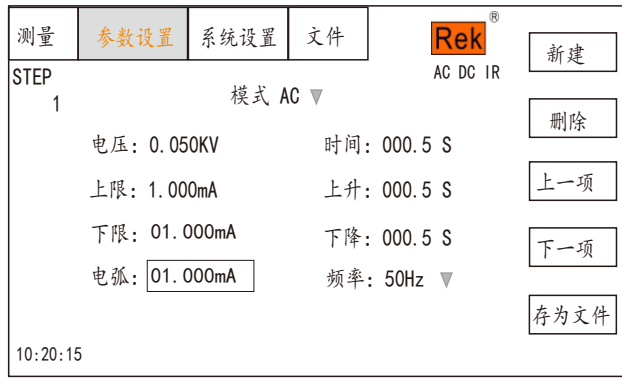 测量 参数设置 系统设置 文件 Rek ®
AC DC IR
新建
STEP
1
模式 AC
删除
电压: 0.050KV 时间: 000.5 S
上限: 1.000mA 上升: 000.5 S
上一项
下限: 01.000mA 下降: 000.5 S
下一项
电弧: 01.000mA 频率: 50Hz
存为文件
10:20:15